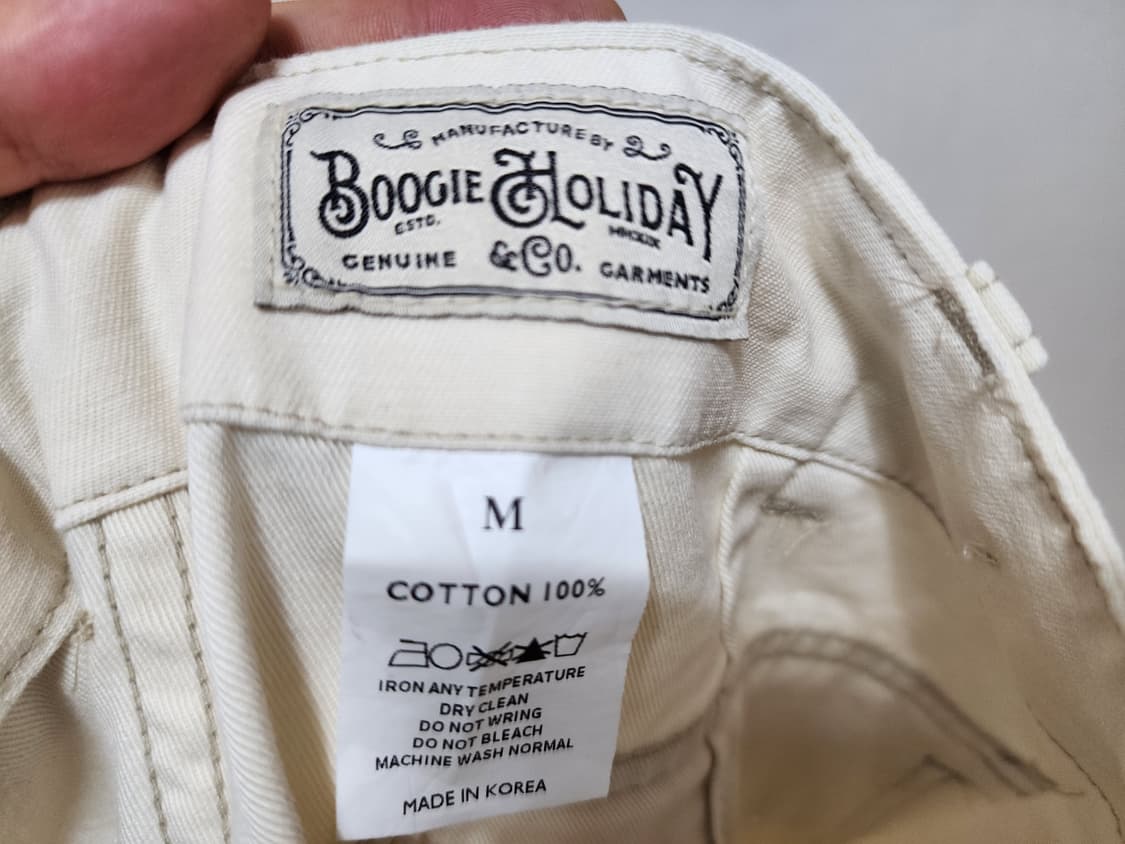 MANUFACTURE BY
BOOGIE HOLIDAY
ESTD. MMXIX
GENUINE &CO. GARMENTS
M
COTTON 100%
IRON ANY TEMPERATURE
DRY CLEAN
DO NOT WRING
DO NOT BLEACH
MACHINE WASH NORMAL
MADE IN KOREA